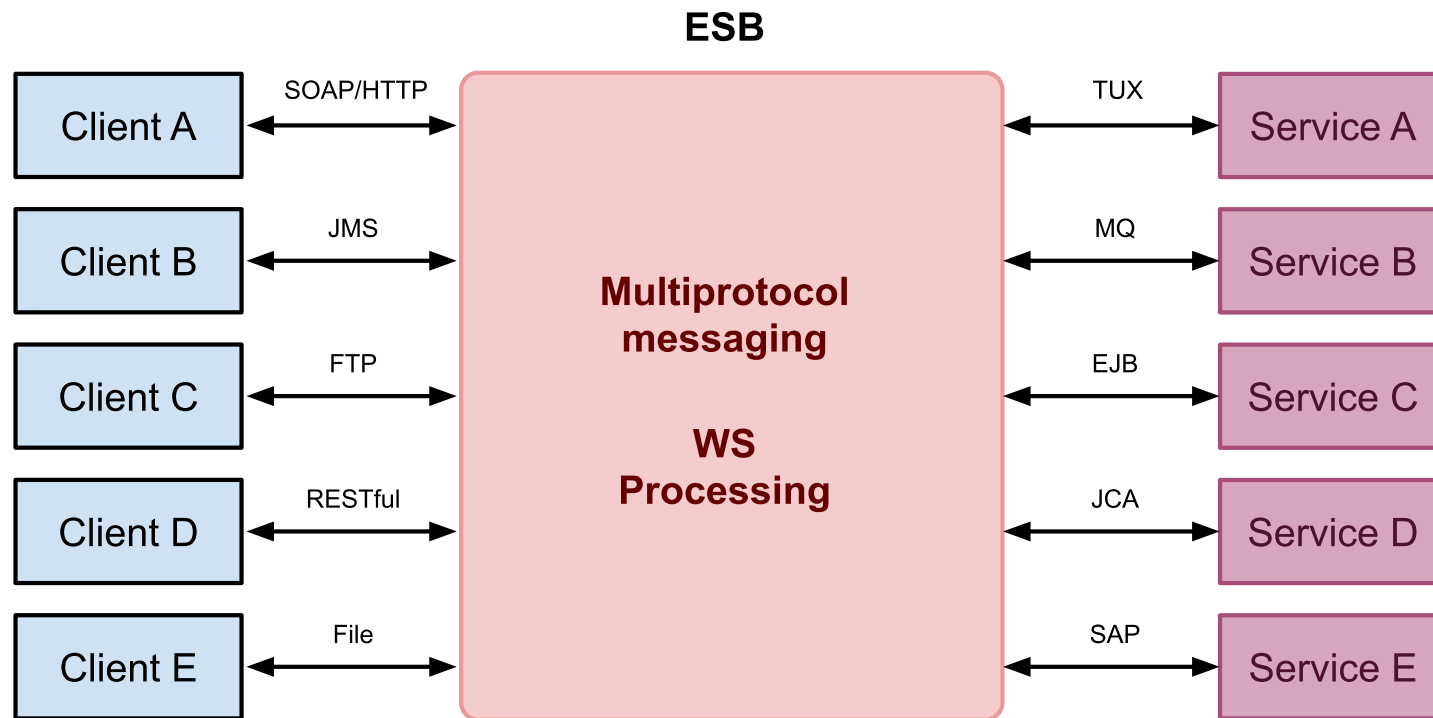 ESB
SOAP/HTTP
TUX
Client A
Service A
JMS
MQ
Client B
Service B
Multiprotocol
messaging
FTP
EJB
Client C
Service C
WS
Processing
RESTful
JCA
Client D
Service D
File
SAP
Client E
Service E